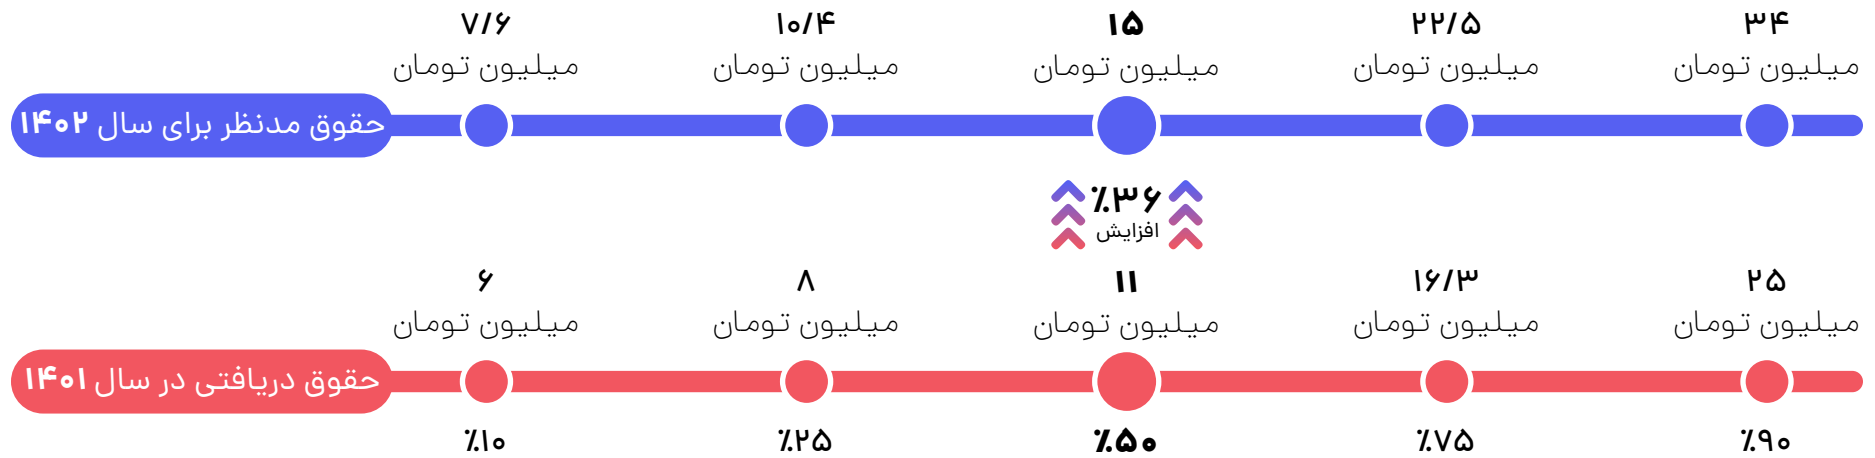 ۷/۶ ۱۰/۴ ۱۵ ۲۲/۵ ۳۴
میلیون تومان میلیون تومان میلیون تومان میلیون تومان میلیون تومان
حقوق مدنظر برای سال ۱۴۰۲
٪۳۶
افزایش
۶ ۸ ۱۱ ۱۶/۳ ۲۵
میلیون تومان میلیون تومان میلیون تومان میلیون تومان میلیون تومان
حقوق دریافتی در سال ۱۴۰۱
٪۱۰ ٪۲۵ ٪۵۰ ٪۷۵ ٪۹۰